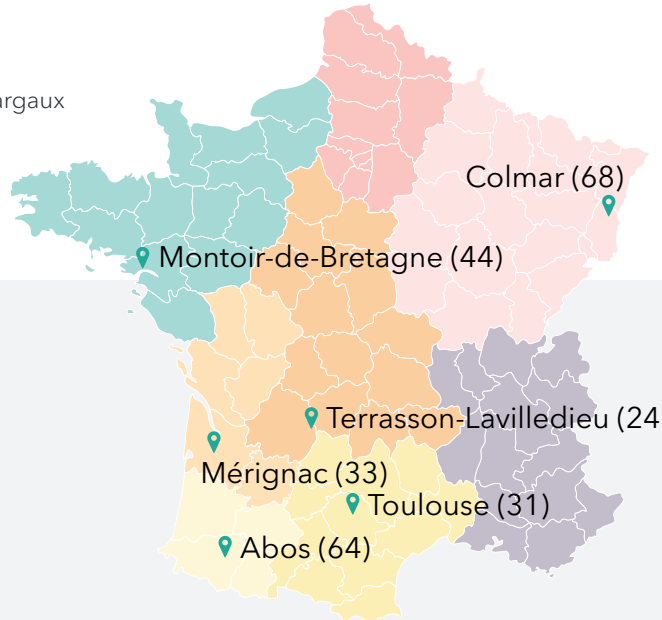 argaux
Colmar (68)
Montoir-de-Bretagne (44)
Terrasson-Lavilledieu (24
Mérignac (33)
Toulouse (31)
Abos (64)